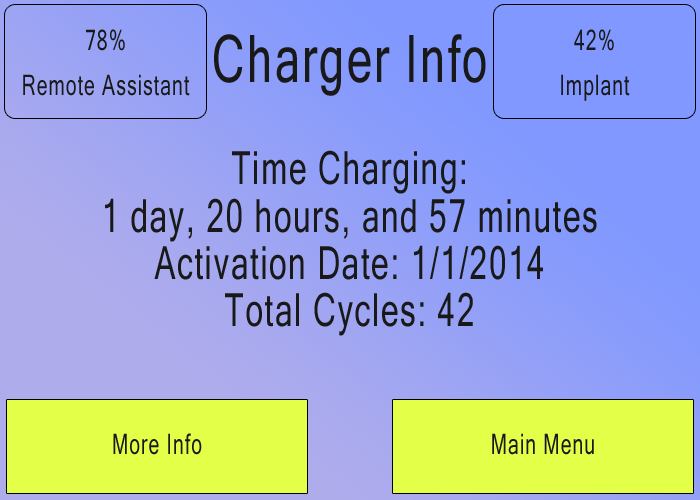 78%
Remote Assistant
Charger Info
42%
Implant
Time Charging:
1 day, 20 hours, and 57 minutes
Activation Date: 1/1/2014
Total Cycles: 42
More Info
Main Menu